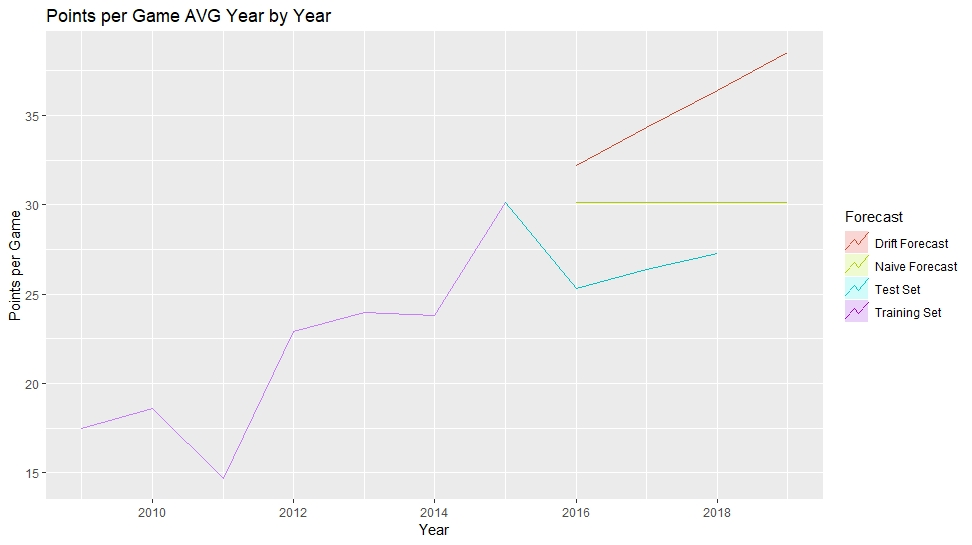 Points per Game AVG Year by Year
Points per Game
35
30
25
20
15
2010
2012
2014
2016
2018
Year
Forecast
Drift Forecast
Naive Forecast
Test Set
Training Set